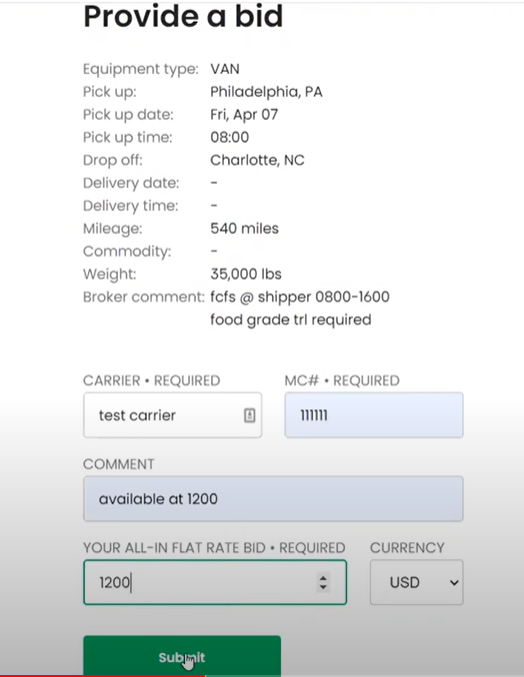 Provide a bid
Equipment type: VAN
Pick up: Philadelphia, PA
Pick up date: Fri, Apr 07
Pick up time: 08:00
Drop off: Charlotte, NC
Delivery date: -
Delivery time: -
Mileage: 540 miles
Commodity: -
Weight: 35,000 lbs
Broker comment: fcfs @ shipper 0800-1600
food grade trl required
CARRIER • REQUIRED MC# • REQUIRED
test carrier 111111
COMMENT
available at 1200
YOUR ALL-IN FLAT RATE BID • REQUIRED CURRENCY
1200 USD
Submit